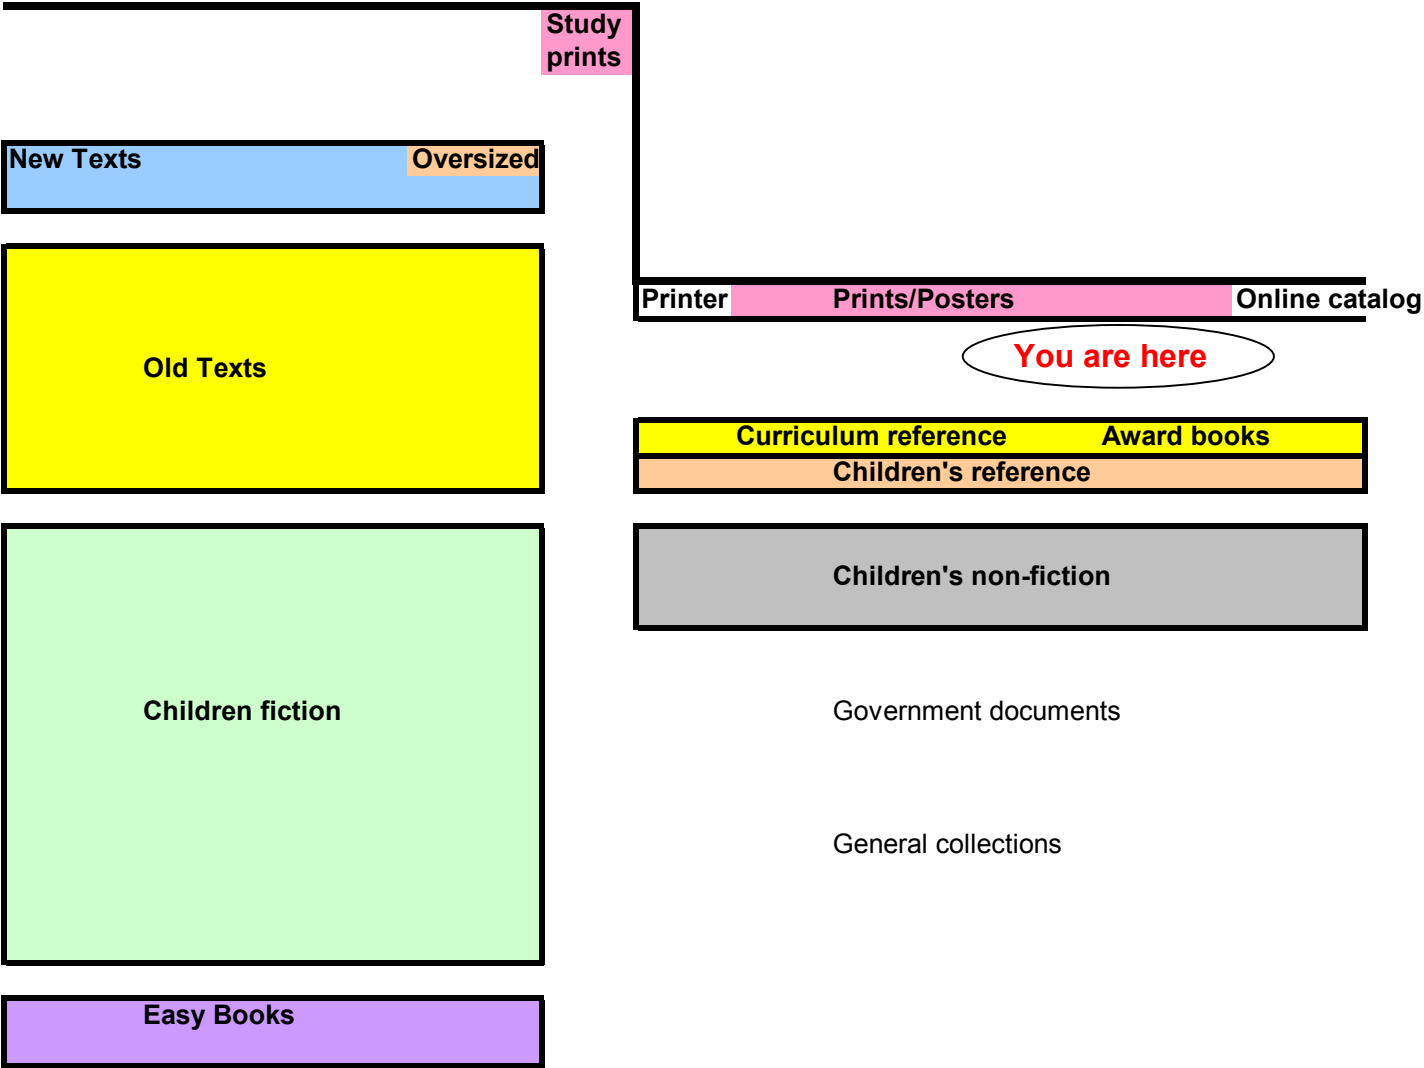 Study
prints
New Texts
Oversized
Printer
Prints/Posters
Online catalog
You are here
Old Texts
Curriculum reference
Award books
Children's reference
Children's non-fiction
Children fiction
Government documents
General collections
Easy Books